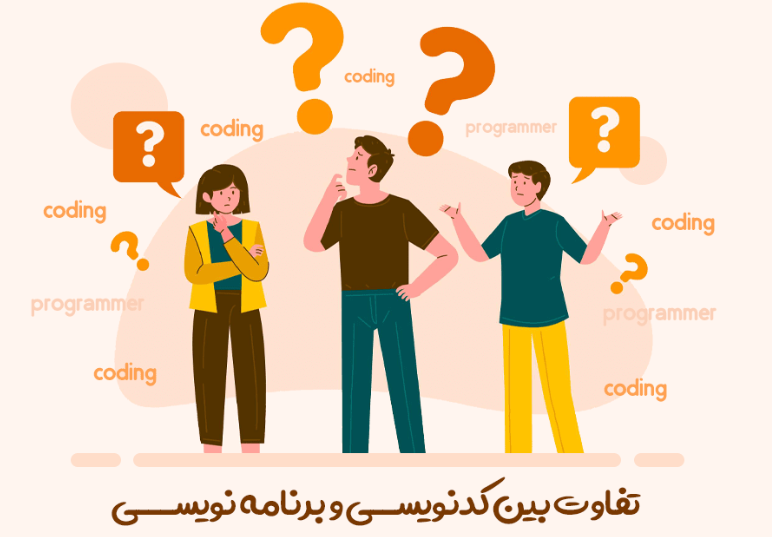 coding
programmer
coding
coding
coding
programmer
programmer
coding
coding
تفاوت بین کدنویسی و برنامه نویسی